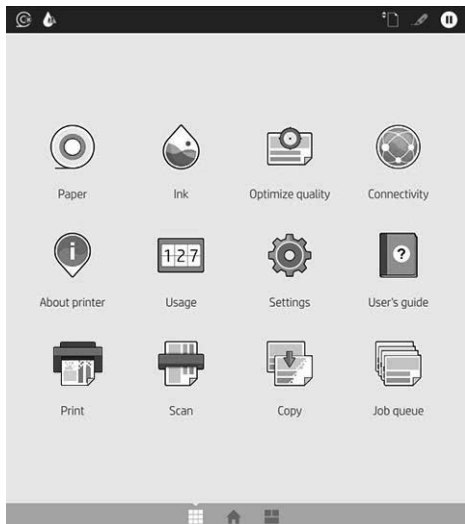 Paper
Ink
Optimize quality
Connectivity
About printer
127
Usage
Settings
?
User's guide
Print
Scan
Copy
Job queue